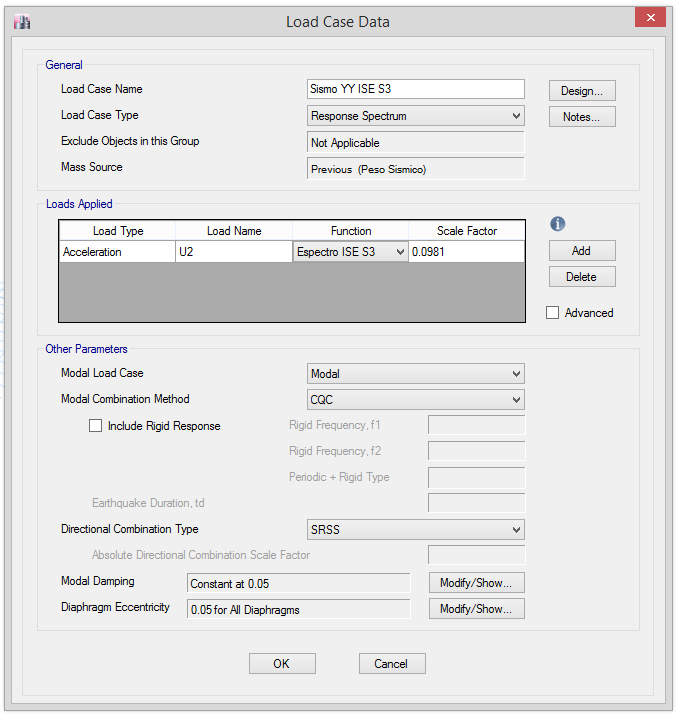 Load Case Data
General
Load Case Name Sismo YY ISE S3 Design...
Load Case Type Response Spectrum Notes...
Exclude Objects in this Group Not Applicable
Mass Source Previous (Peso Sismico)
Loads Applied
Load Type Load Name Function Scale Factor
Acceleration U2 Espectro ISE S3 0.0981
Add
Delete
Advanced
Other Parameters
Modal Load Case Modal
Modal Combination Method CQC
Include Rigid Response Rigid Frequency, f1
Rigid Frequency, f2
Periodic + Rigid Type
Earthquake Duration, td
Directional Combination Type SRSS
Absolute Directional Combination Scale Factor
Modal Damping Constant at 0.05 Modify/Show...
Diaphragm Eccentricity 0.05 for All Diaphragms Modify/Show...
OK Cancel